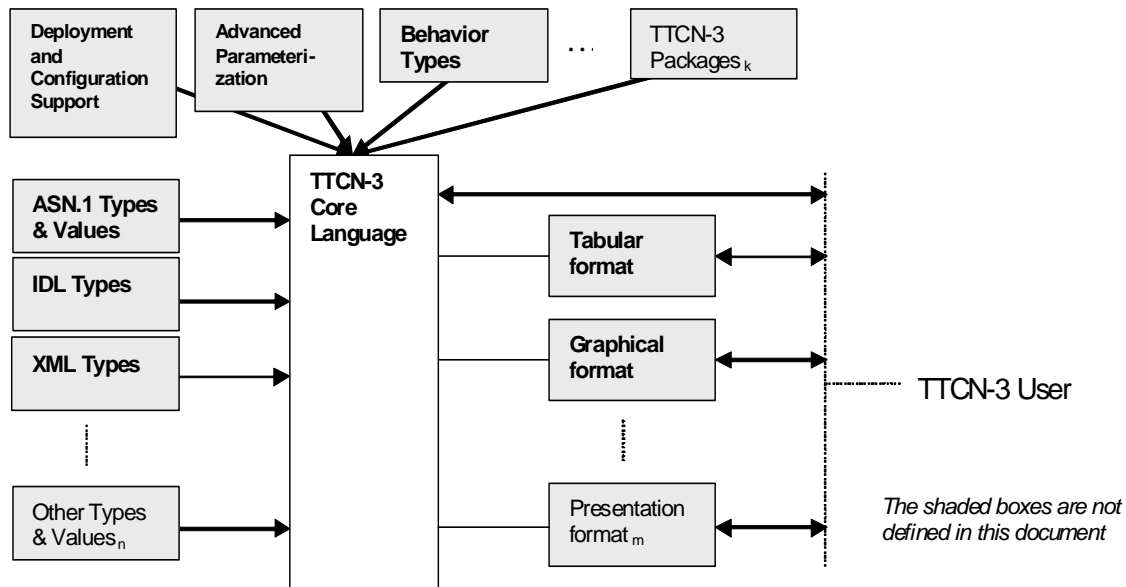 Deployment
and
Configuration
Support
Advanced
Parameteri-
zation
Behavior
Types
...
TTCN-3
Packages k
ASN.1 Types
& Values
IDL Types
XML Types
Other Types
& Values n
TTCN-3
Core
Language
Tabular
format
Graphical
format
Presentation
format m
TTCN-3 User
The shaded boxes are not
defined in this document